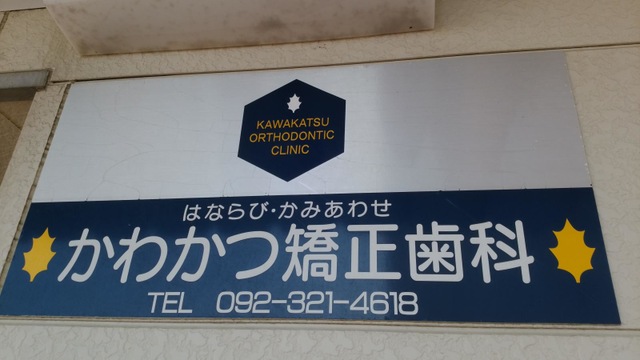 KAWAKATSU
ORTHODONTIC
CLINIC
はならび・かみあわせ
かわかつ矯正歯科
TEL 092-321-4618